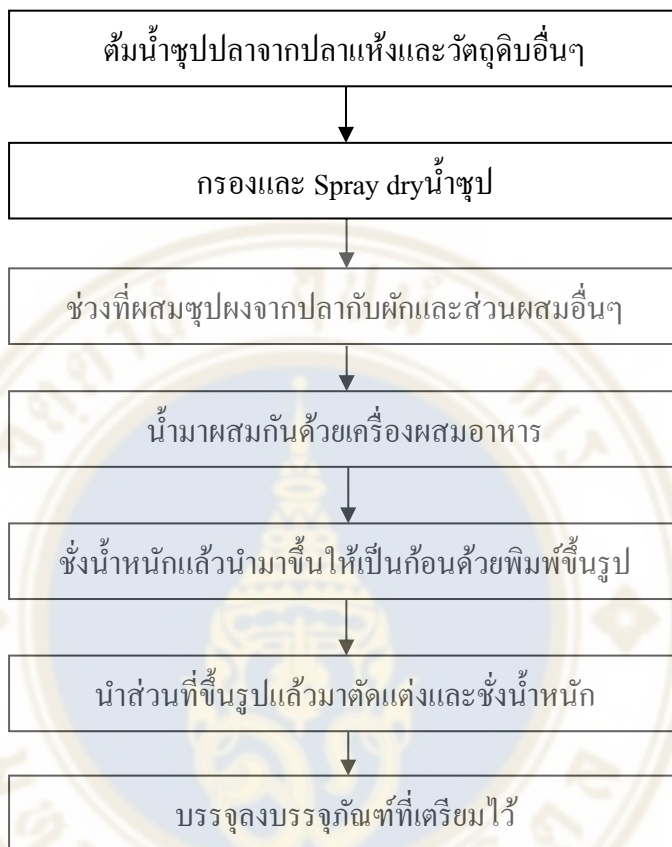 ต้มน้ำซุปปลาจากปลาแห้งและวัตถุดิบอื่นๆ
กรองและ Spray dryน้ำซุป
ช่วงที่ผสมซุปผงจากปลากับผักและส่วนผสมอื่นๆ
น้ำมาผสมกันด้วยเครื่องผสมอาหาร
ชั่งน้ำหนักแล้วนำมาขึ้นให้เป็นก้อนด้วยพิมพ์ขึ้นรูป
นำส่วนที่ขึ้นรูปแล้วมาตัดแต่งและชั่งน้ำหนัก
บรรจุลงบรรจุภัณฑ์ที่เตรียมไว้